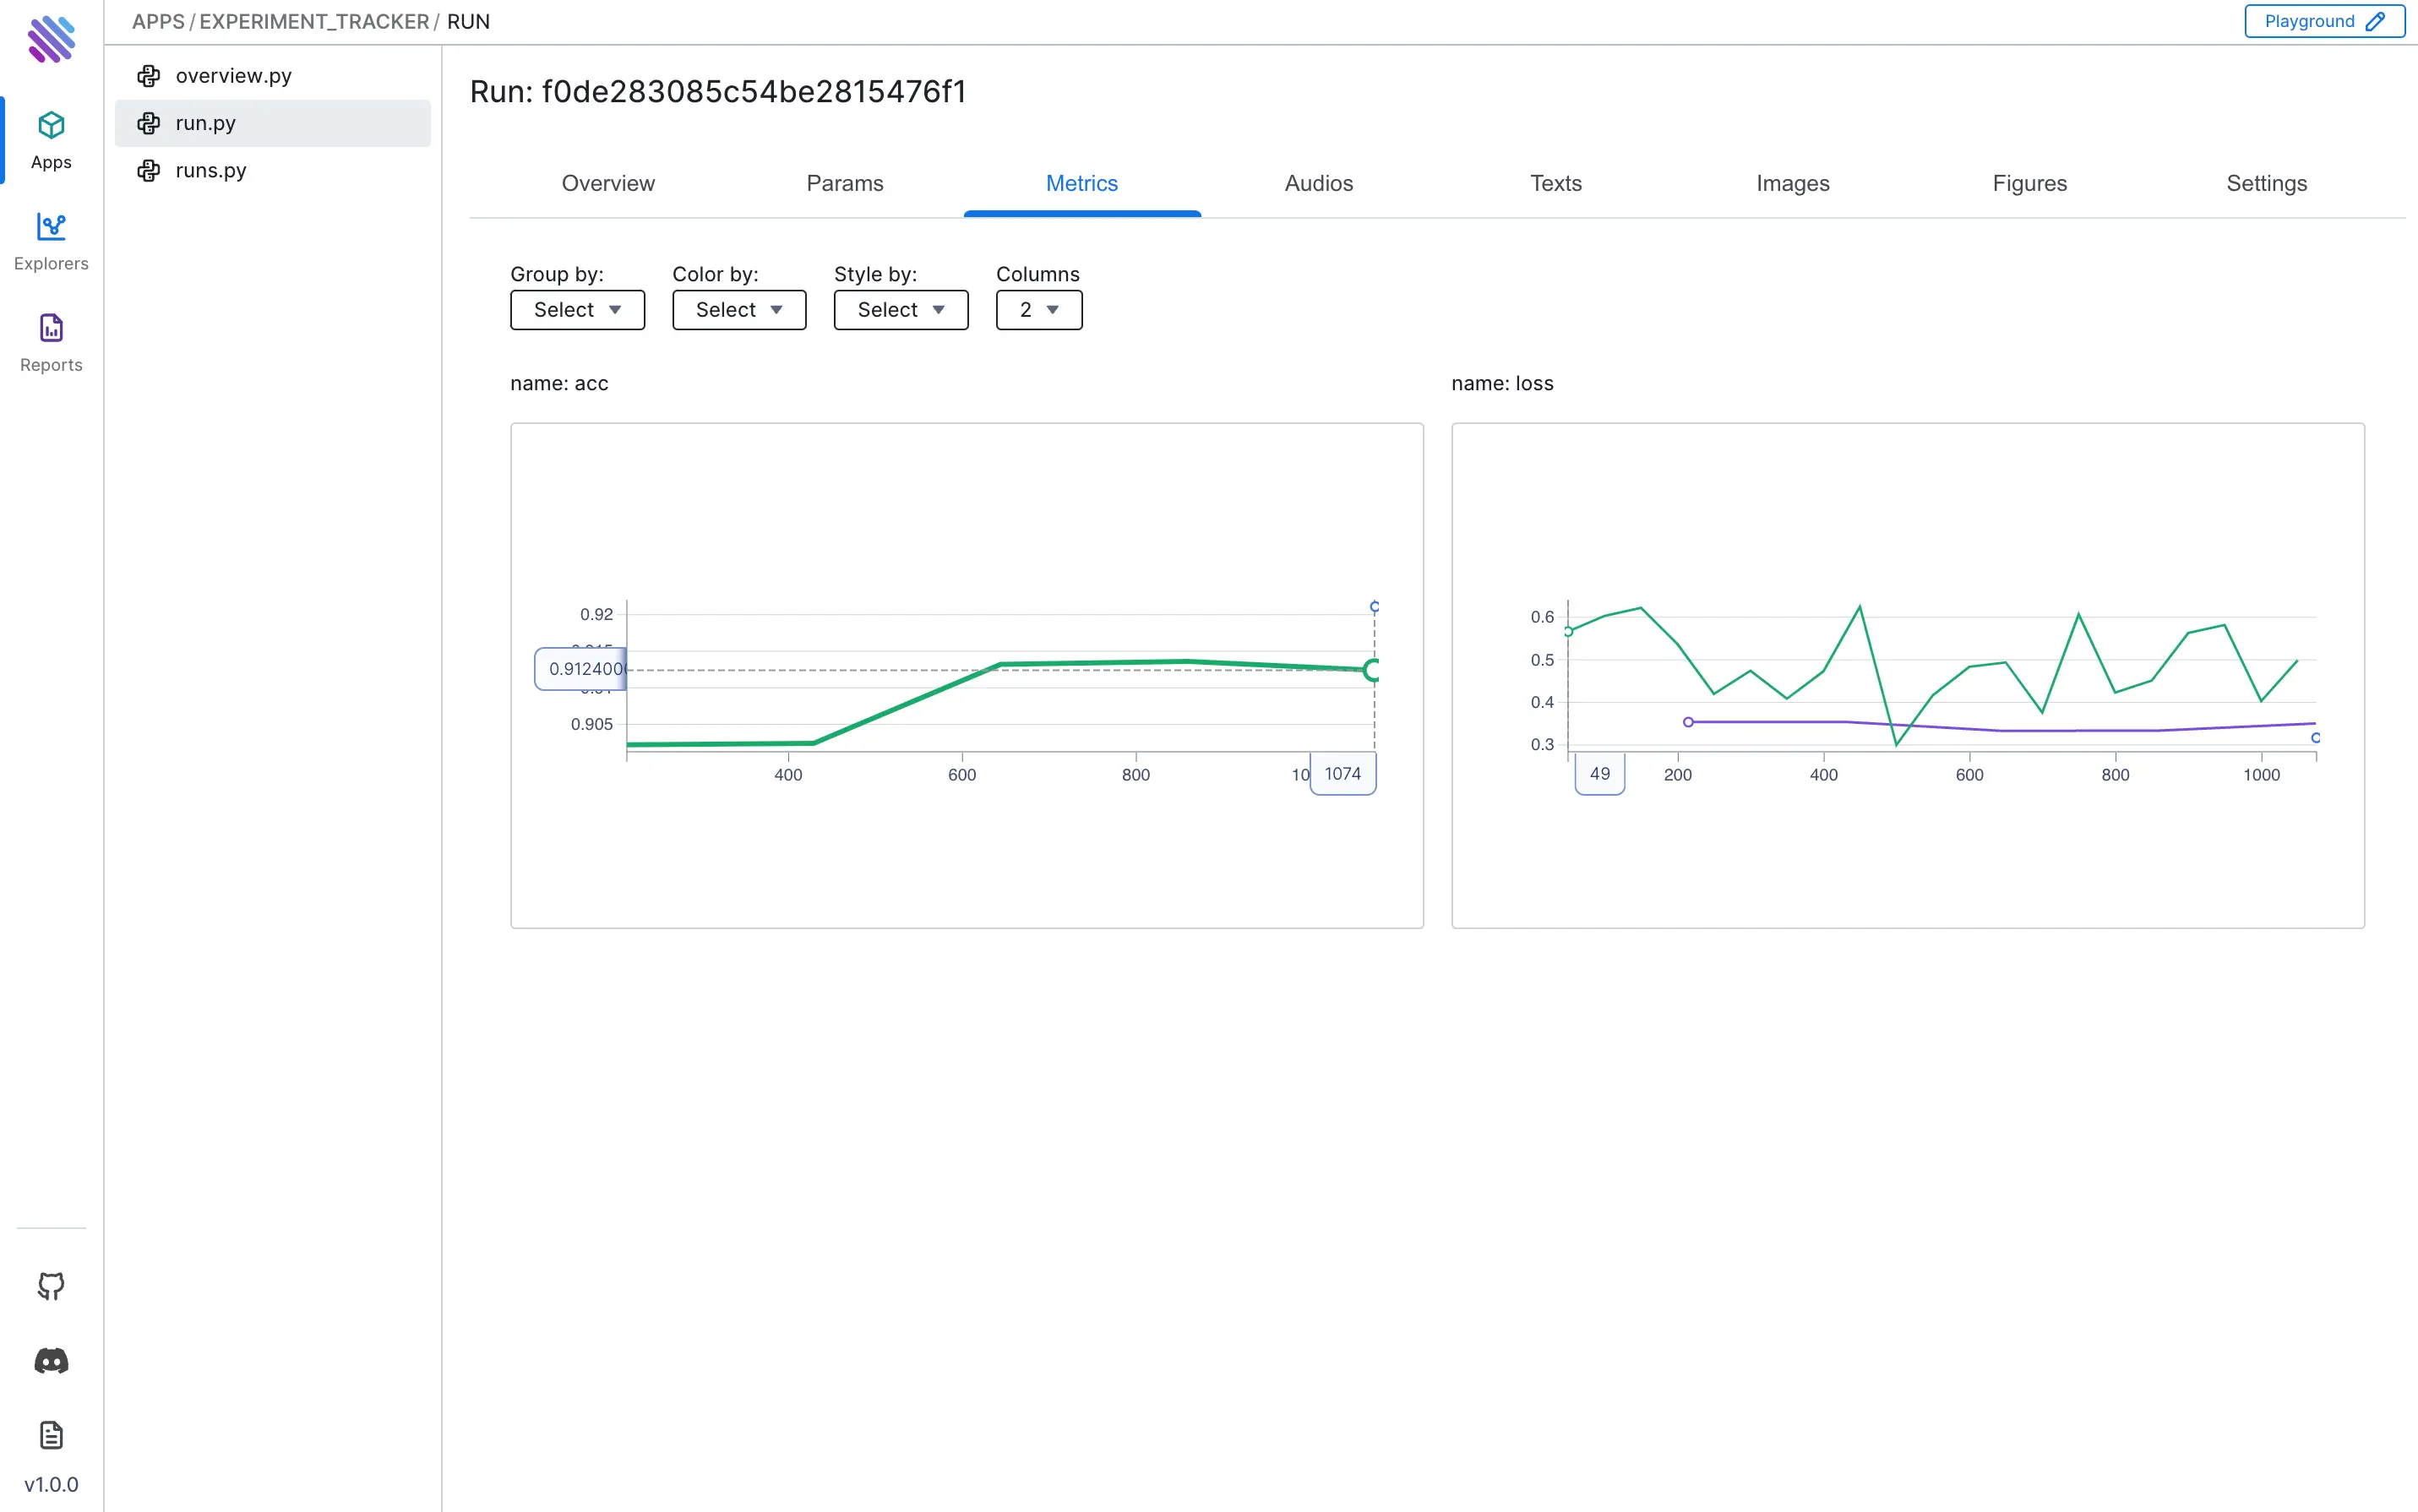 APPS / EXPERIMENT_TRACKER / RUN
Playground
Apps
Explorers
Reports
v1.0.0
overview.py
run.py
runs.py
Run: f0de283085c54be2815476f1
Overview Params Metrics Audios Texts Images Figures Settings
Group by: Color by: Style by: Columns
Select Select Select 2
name: acc
0.92
0.912400
0.905
400 600 800 10 1074
name: loss
0.6
0.5
0.4
0.3
49 200 400 600 800 1000